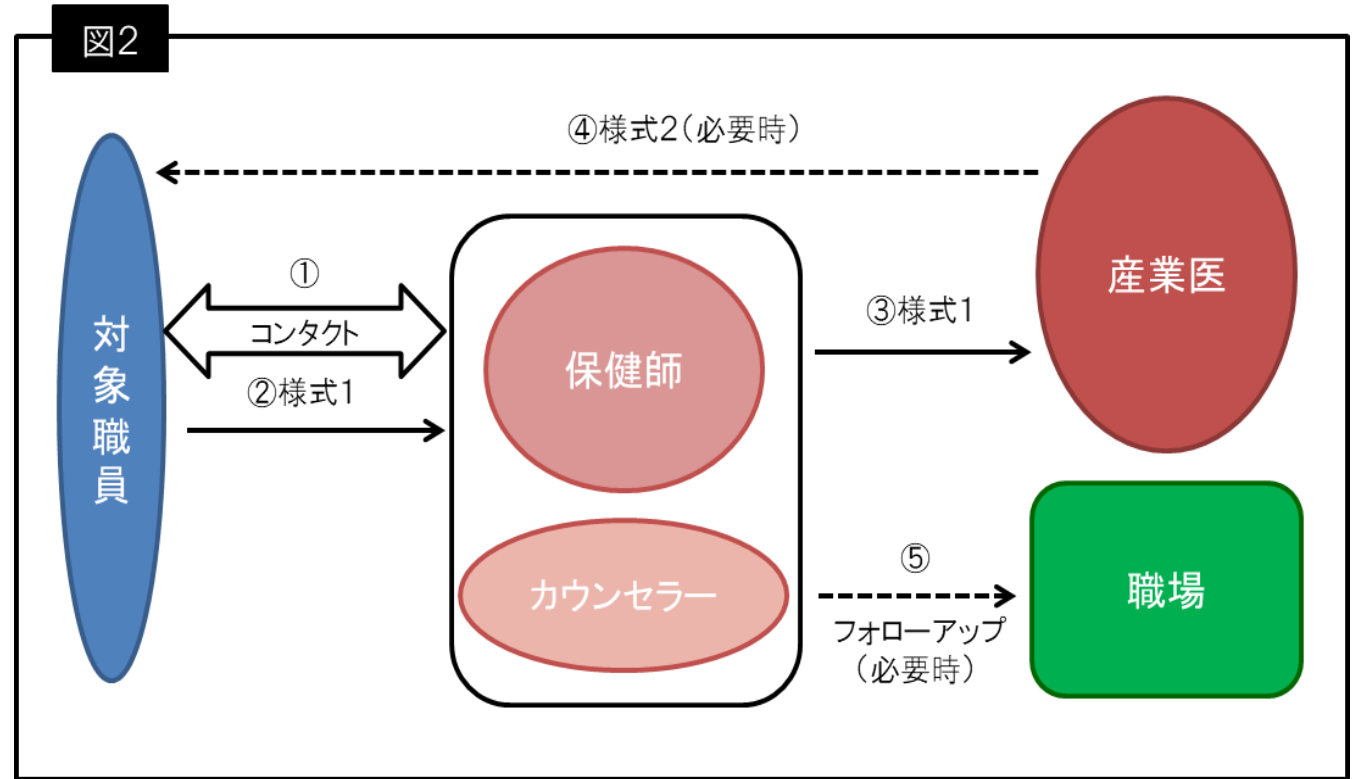 図2
④様式2(必要時)
①
コンタクト
②様式1
対象職員
保健師
カウンセラー
③様式1
産業医
⑤
フォローアップ
(必要時)
職場